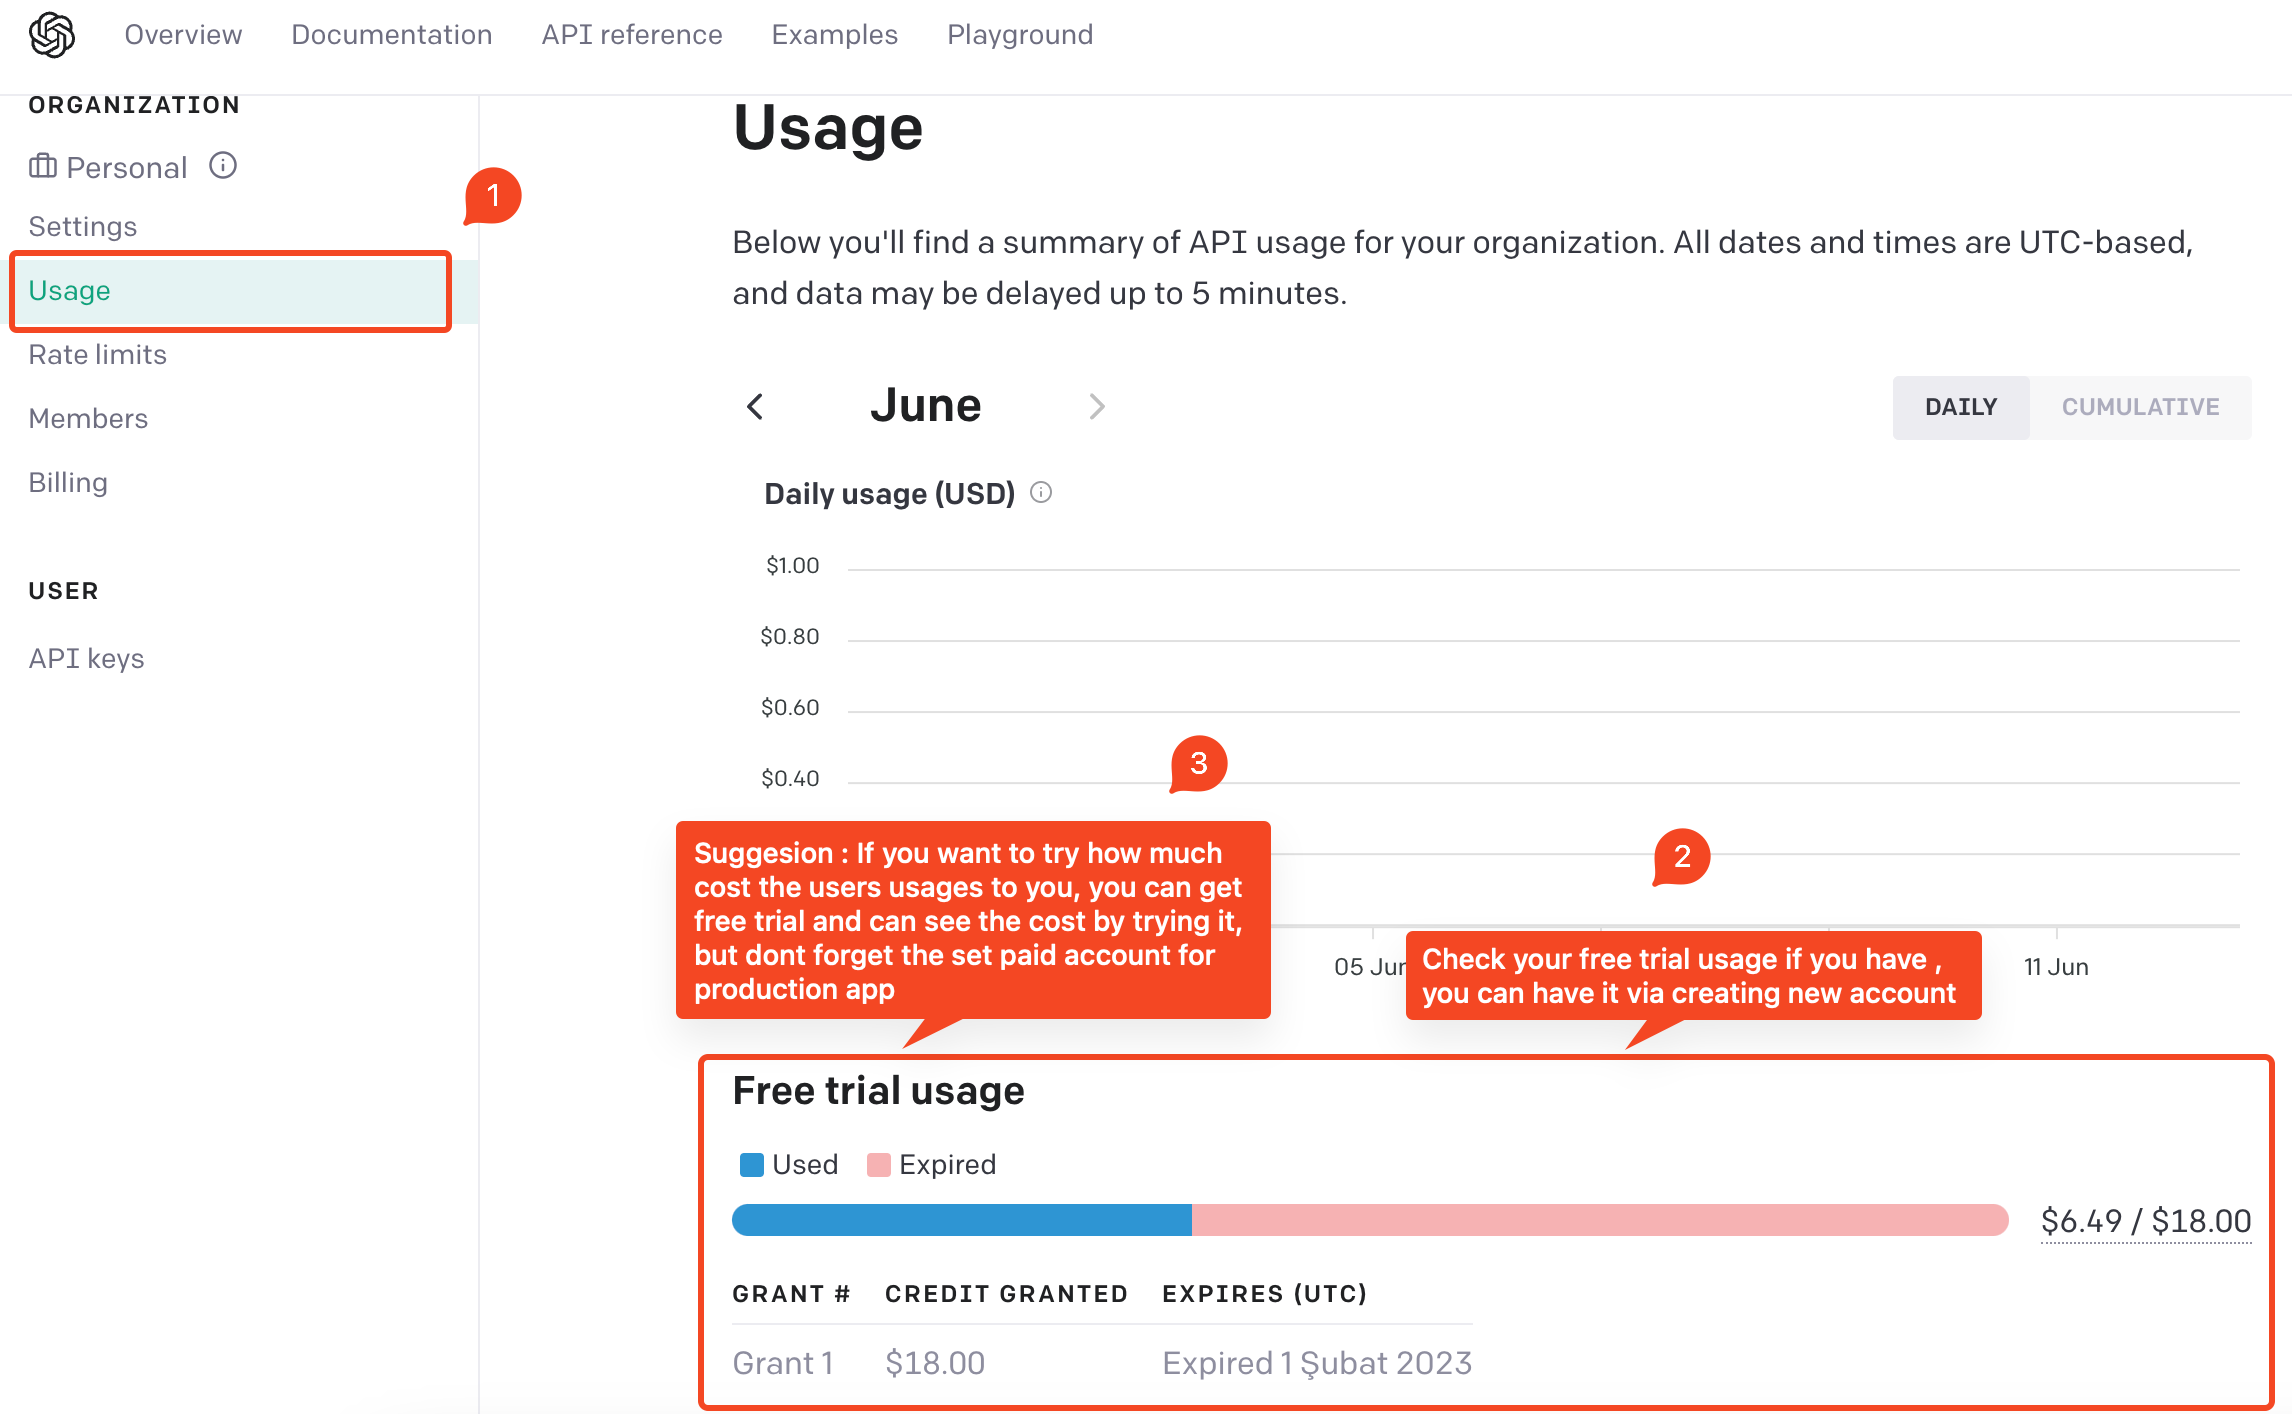 Overview Documentation API reference Examples Playground
ORGANIZATION
Personal
Settings
Usage
Rate limits
Members
Billing
USER
API keys
1
Usage
Below you'll find a summary of API usage for your organization. All dates and times are UTC-based,
and data may be delayed up to 5 minutes.
June
DAILY CUMULATIVE
Daily usage (USD)
$1.00
$0.80
$0.60
$0.40
3
2
Suggesion : If you want to try how much
cost the users usages to you, you can get
free trial and can see the cost by trying it,
but dont forget the set paid account for
production app
05 Jun
Check your free trial usage if you have ,
you can have it via creating new account
11 Jun
Free trial usage
Used Expired
$6.49 / $18.00
GRANT # CREDIT GRANTED EXPIRES (UTC)
Grant 1 $18.00 Expired 1 Şubat 2023